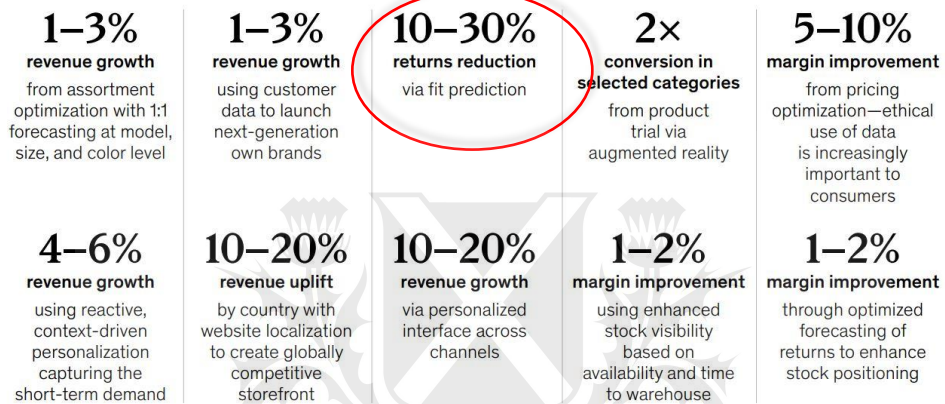 1–3%
revenue growth
from assortment
optimization with 1:1
forecasting at model,
size, and color level
1–3%
revenue growth
using customer
data to launch
next-generation
own brands
10–30%
returns reduction
via fit prediction
2×
conversion in
selected categories
from product
trial via
augmented reality
5–10%
margin improvement
from pricing
optimization—ethical
use of data
is increasingly
important to
consumers
4–6%
revenue growth
using reactive,
context-driven
personalization
capturing the
short-term demand
10–20%
revenue uplift
by country with
website localization
to create globally
competitive
storefront
10–20%
revenue growth
via personalized
interface across
channels
1–2%
margin improvement
using enhanced
stock visibility
based on
availability and time
to warehouse
1–2%
margin improvement
through optimized
forecasting of
returns to enhance
stock positioning